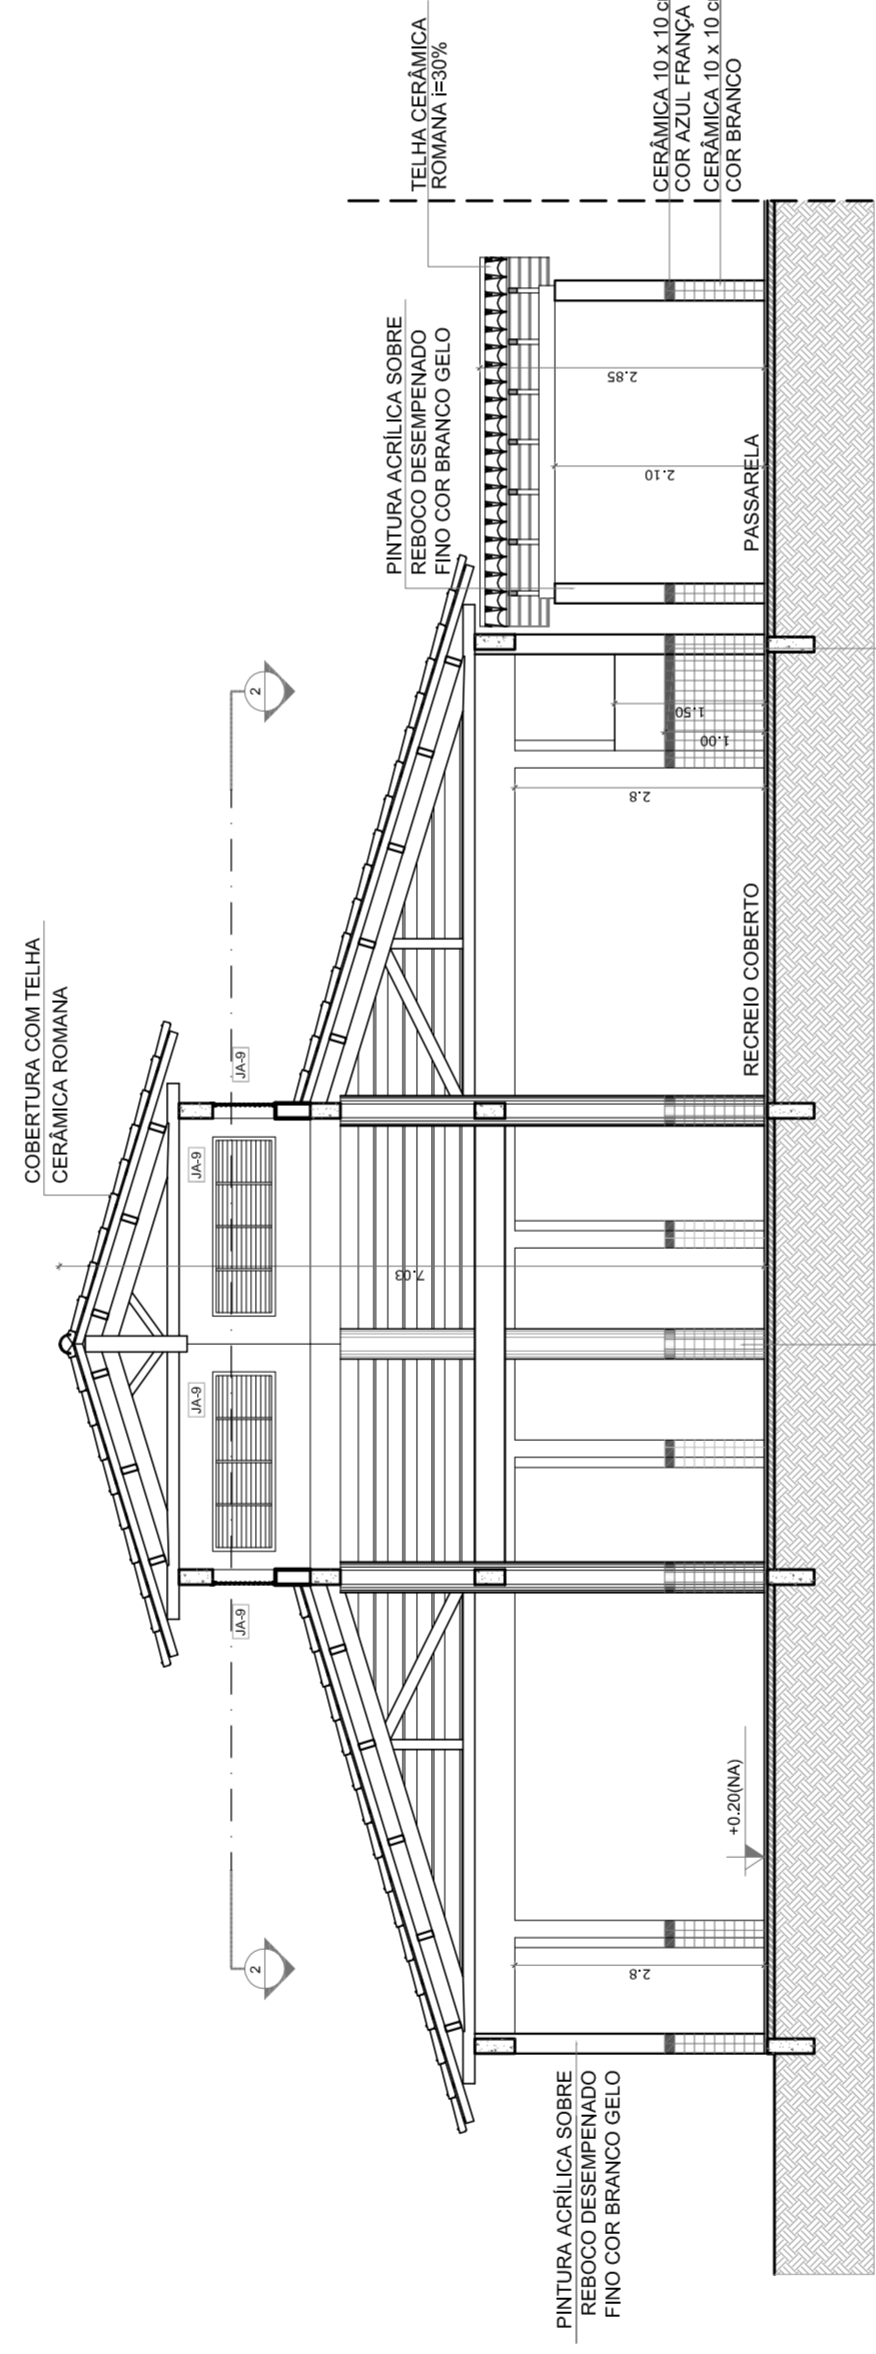 COBERTURA COM TELHA
CERÂMICA ROMANA
TELHA CERÂMICA
ROMANA i=30%
2
2
JA-9
JA-9
JA-9
JA-9
PINTURA ACRÍLICA SOBRE
REBOCO DESEMPENADO
FINO COR BRANCO GELO
7.03
PINTURA ACRÍLICA SOBRE
REBOCO DESEMPENADO
FINO COR BRANCO GELO
2.8
2.8
1.50
1.00
2.10
2.85
CERÂMICA 10 x 10 c
COR AZUL FRANÇA
CERÂMICA 10 x 10 c
COR BRANCO
+0.20(NA)
RECREIO COBERTO
PASSARELA